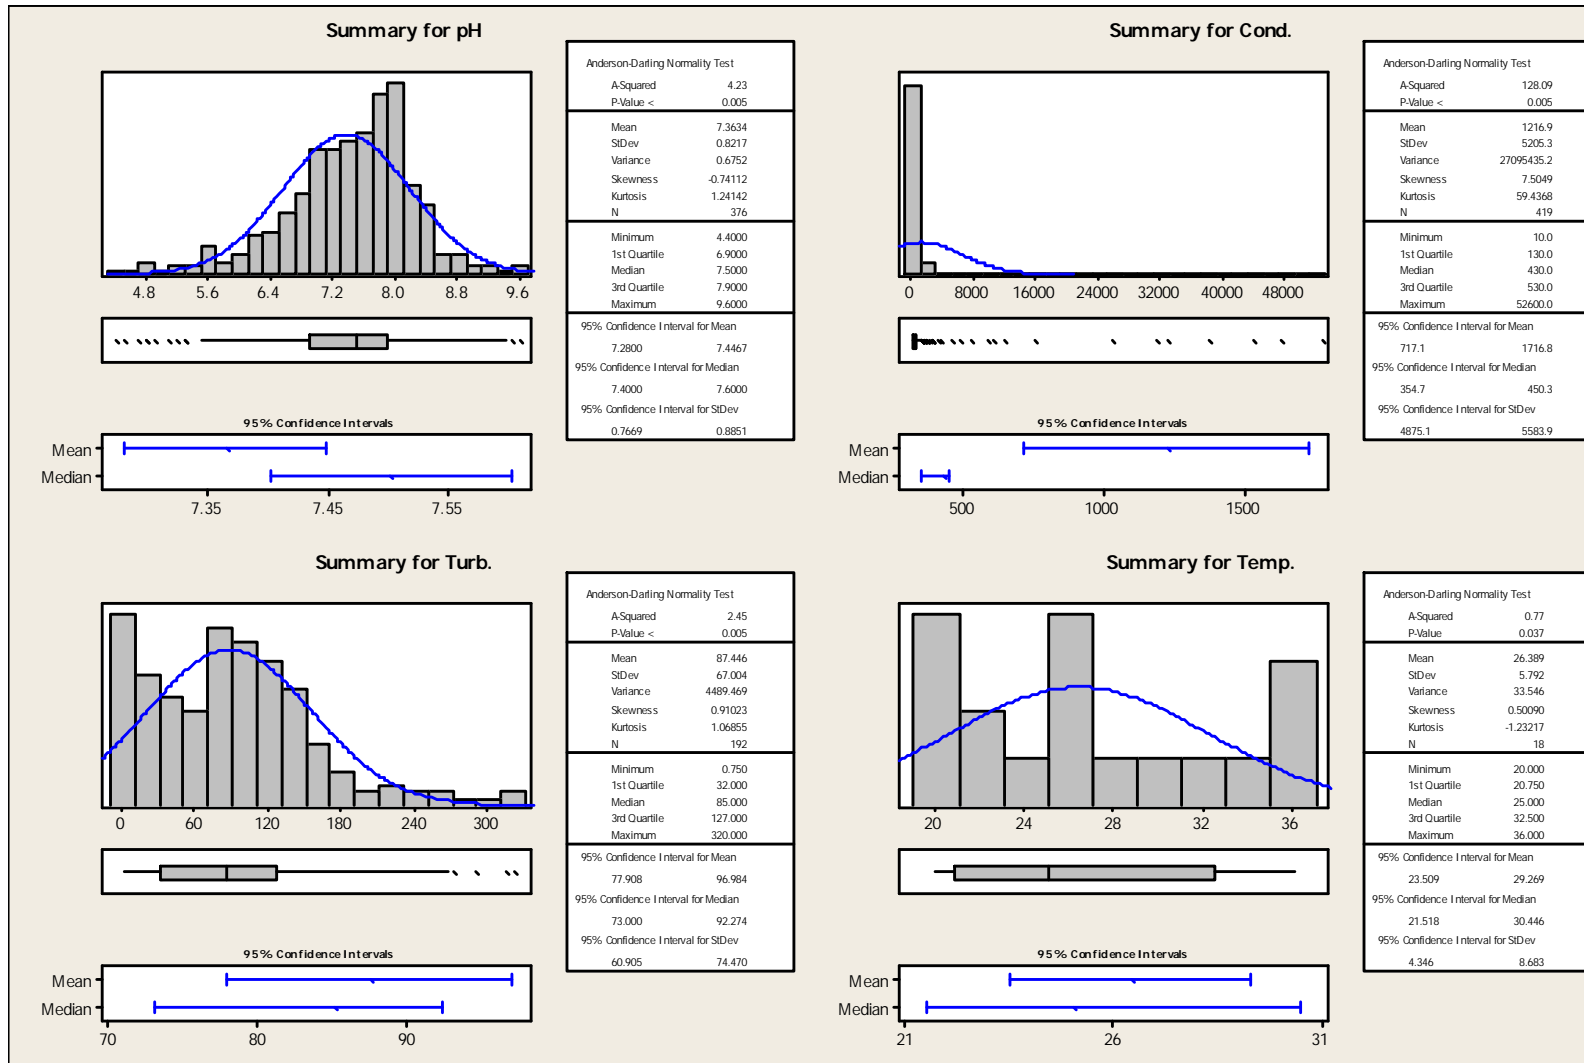 Summary for pH
Anderson-Darling Normality Test
A-Squared 4.23
P-Value < 0.005
Mean 7.3634
StDev 0.8217
Variance 0.6752
Skewness -0.74112
Kurtosis 1.24142
N 376
Minimum 4.4000
1st Quartile 6.9000
Median 7.5000
3rd Quartile 7.9000
Maximum 9.6000
95% Confidence Interval for Mean
7.2800 7.4467
95% Confidence Interval for Median
7.4000 7.6000
95% Confidence Interval for StDev
0.7669 0.8851
4.8 5.6 6.4 7.2 8.0 8.8 9.6
95% Confidence Intervals
Mean
Median
7.35 7.45 7.55
Summary for Cond.
Anderson-Darling Normality Test
A-Squared 128.09
P-Value < 0.005
Mean 1216.9
StDev 5205.3
Variance 27095435.2
Skewness 7.5049
Kurtosis 59.4368
N 419
Minimum 10.0
1st Quartile 130.0
Median 430.0
3rd Quartile 530.0
Maximum 52600.0
95% Confidence Interval for Mean
717.1 1716.8
95% Confidence Interval for Median
354.7 450.3
95% Confidence Interval for StDev
4875.1 5583.9
0 8000 16000 24000 32000 40000 48000
95% Confidence Intervals
Mean
Median
500 1000 1500
Summary for Turb.
Anderson-Darling Normality Test
A-Squared 2.45
P-Value < 0.005
Mean 87.446
StDev 67.004
Variance 4489.469
Skewness 0.91023
Kurtosis 1.06855
N 192
Minimum 0.750
1st Quartile 32.000
Median 85.000
3rd Quartile 127.000
Maximum 320.000
95% Confidence Interval for Mean
77.908 96.984
95% Confidence Interval for Median
73.000 92.274
95% Confidence Interval for StDev
60.905 74.470
0 60 120 180 240 300
95% Confidence Intervals
Mean
Median
70 80 90
Summary for Temp.
Anderson-Darling Normality Test
A-Squared 0.77
P-Value 0.037
Mean 26.389
StDev 5.792
Variance 33.546
Skewness 0.50090
Kurtosis -1.23217
N 18
Minimum 20.000
1st Quartile 20.750
Median 25.000
3rd Quartile 32.500
Maximum 36.000
95% Confidence Interval for Mean
23.509 29.269
95% Confidence Interval for Median
21.518 30.446
95% Confidence Interval for StDev
4.346 8.683
20 24 28 32 36
95% Confidence Intervals
Mean
Median
21 26 31